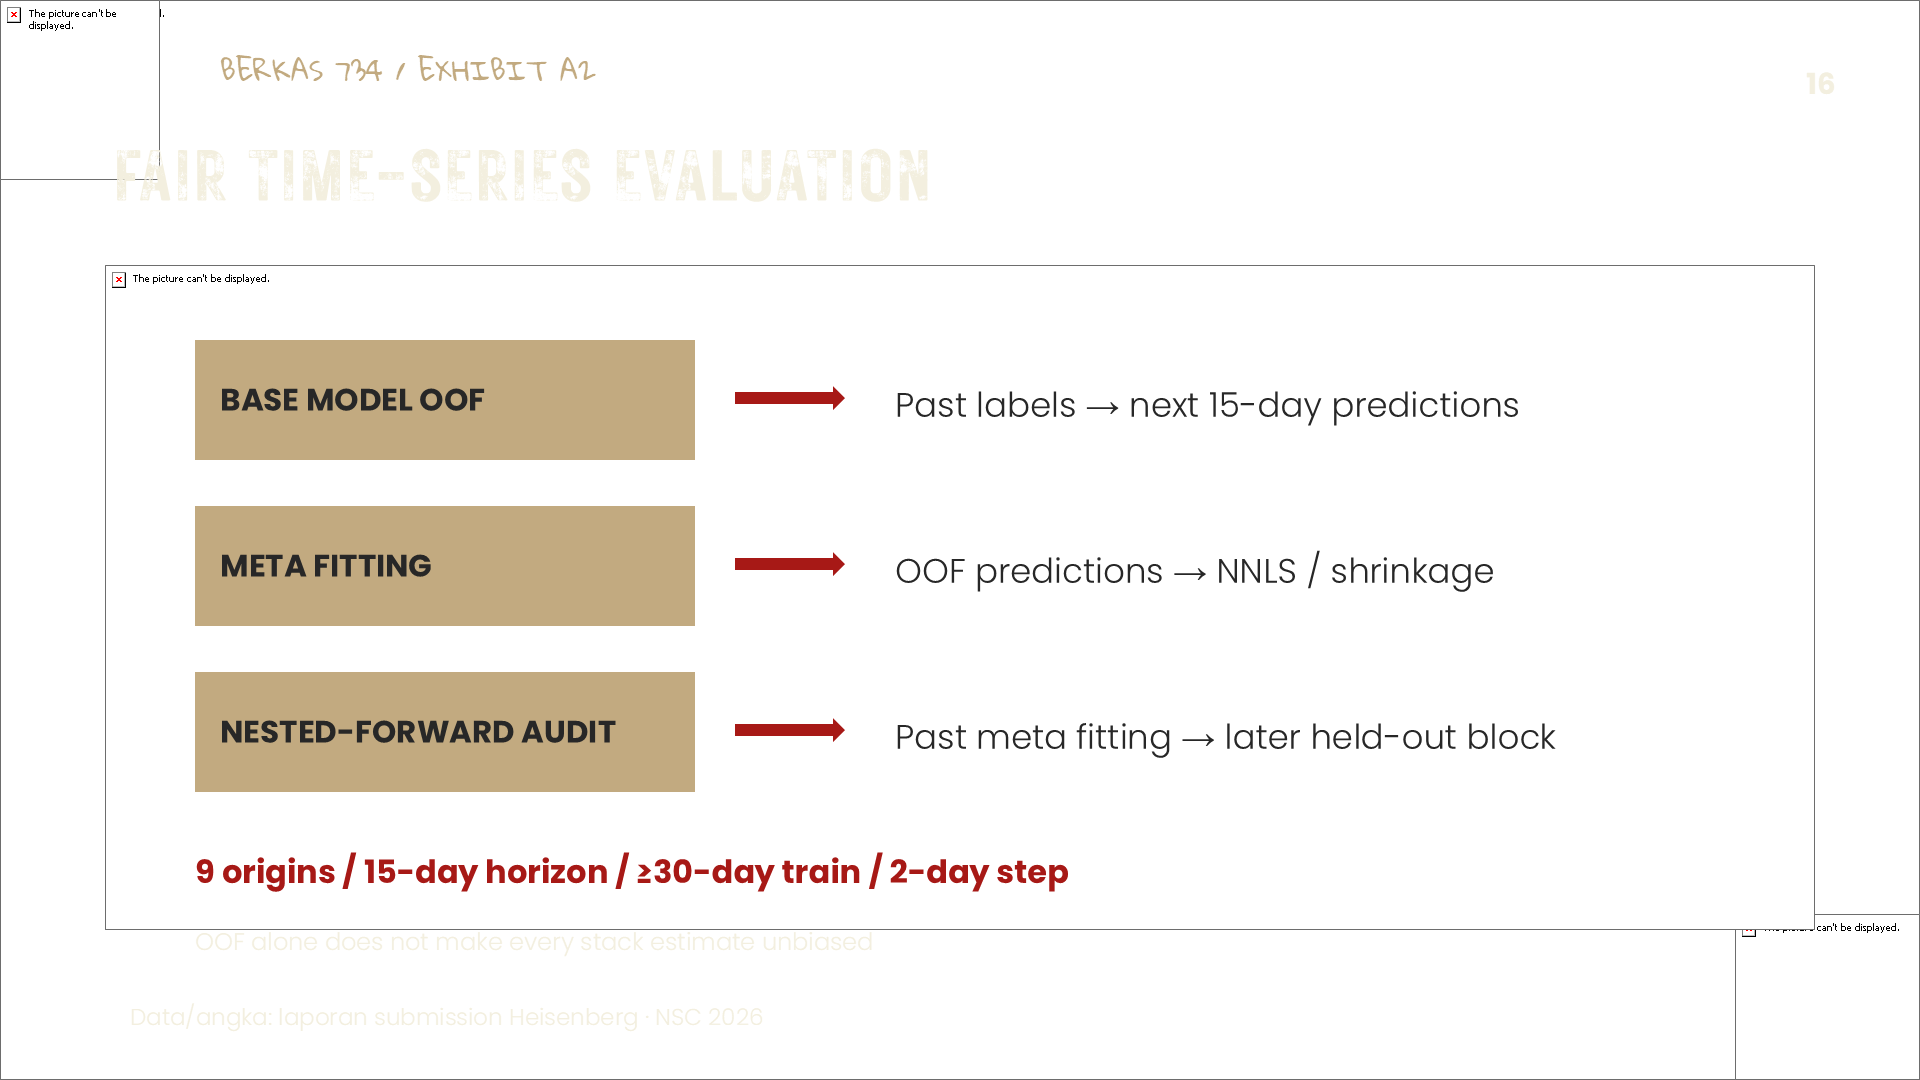 The picture can't be
displayed.
BERKAS 734 / EXHIBIT A2
16
FAIR TIME-SERIES EVALUATION
The picture can't be displayed.
BASE MODEL OOF
Past labels → next 15-day predictions
META FITTING
OOF predictions → NNLS / shrinkage
NESTED-FORWARD AUDIT
Past meta fitting → later held-out block
9 origins / 15-day horizon / ≥30-day train / 2-day step
OOF alone does not make every stack estimate unbiased
The picture can't be displayed.
Data/angka: laporan submission Heisenberg · NSC 2026